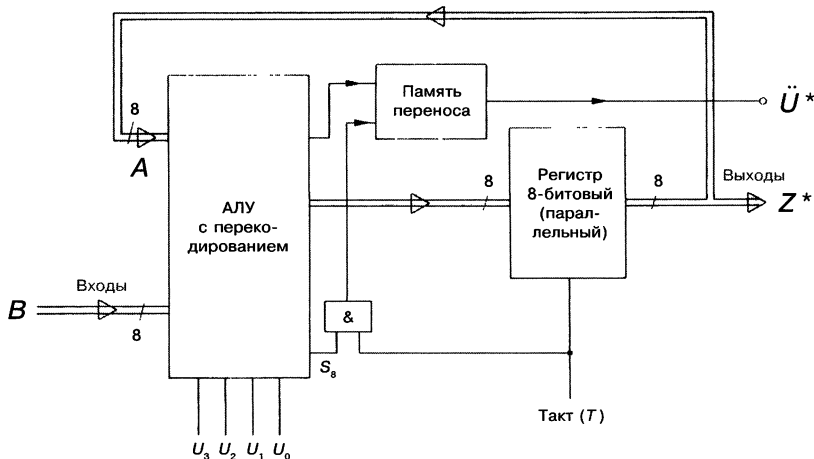 8
A
Память
переноса
Ü*
АЛУ
с переко-
дированием
8
Регистр
8-битовый
(парал-
лельный)
8
Выходы
Z*
Входы
B
8
&
S₈
Такт (T)
U₃ U₂ U₁ U₀